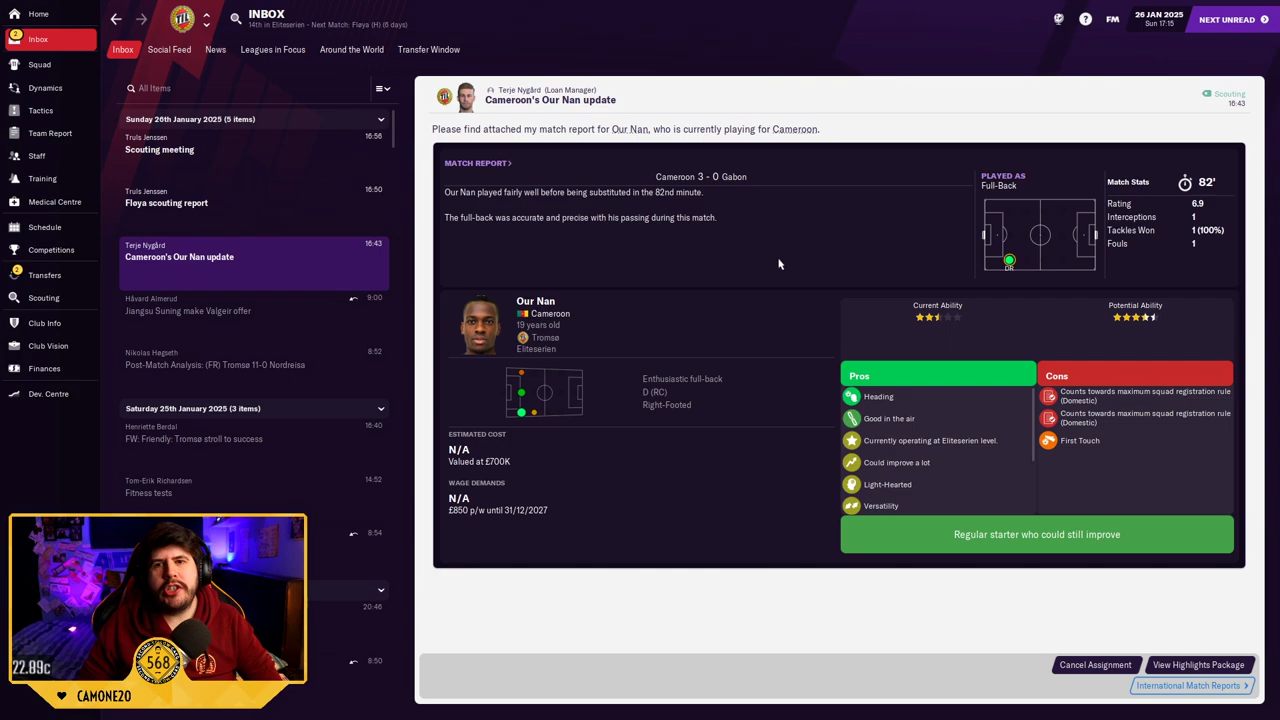 Home
2
Inbox
Squad
Dynamics
Tactics
Team Report
Staff
Training
Medical Centre
Schedule
Competitions
2
Transfers
Scouting
Club Info
Club Vision
Finances
Dev. Centre
TIL
INBOX
14th in Eliteserien - Next Match: Fløya (H) (6 days)
FM
26 JAN 2025
Sun 17:15
NEXT UNREAD
Inbox
Social Feed
News
Leagues in Focus
Around the World
Transfer Window
All Items
Sunday 26th January 2025 (5 items)
Truls Jenssen
16:56
Scouting meeting
Truls Jenssen
16:50
Fløya scouting report
Terje Nygård
16:43
Cameroon's Our Nan update
Håvard Almerud
9:00
Jiangsu Suning make Valgeir offer
Nikolas Høgseth
8:52
Post-Match Analysis: (FR) Tromsø 11-0 Nordreisa
Saturday 25th January 2025 (3 items)
Henriette Berdal
16:40
FW: Friendly: Tromsø stroll to success
Tom-Erik Richardsen
14:52
Fitness tests
8:54
20:46
8:50
Terje Nygård (Loan Manager)
Cameroon's Our Nan update
Scouting
16:43
Please find attached my match report for Our Nan, who is currently playing for Cameroon.
MATCH REPORT >
Cameroon 3 - 0 Gabon
Our Nan played fairly well before being substituted in the 82nd minute.
The full-back was accurate and precise with his passing during this match.
PLAYED AS
Full-Back
DR
Match Stats
82'
Rating 6.9
Interceptions 1
Tackles Won 1 (100%)
Fouls 1
Our Nan
Cameroon
19 years old
Tromsø
Eliteserien
Enthusiastic full-back
D (RC)
Right-Footed
ESTIMATED COST
N/A
Valued at £700K
WAGE DEMANDS
N/A
£850 p/w until 31/12/2027
Current Ability
Potential Ability
Pros
Heading
Good in the air
Currently operating at Eliteserien level.
Could improve a lot
Light-Hearted
Versatility
Cons
Counts towards maximum squad registration rule
(Domestic)
Counts towards maximum squad registration rule
(Domestic)
First Touch
Regular starter who could still improve
Cancel Assignment
View Highlights Package
International Match Reports >
22.89c
568
CAMONE20